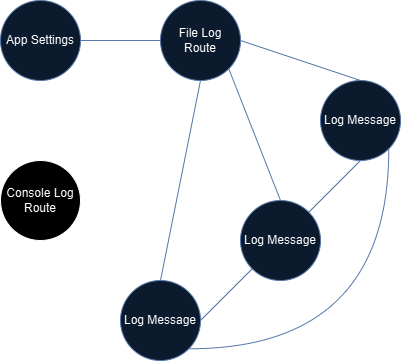 App Settings
File Log
Route
Log Message
Console Log
Route
Log Message
Log Message